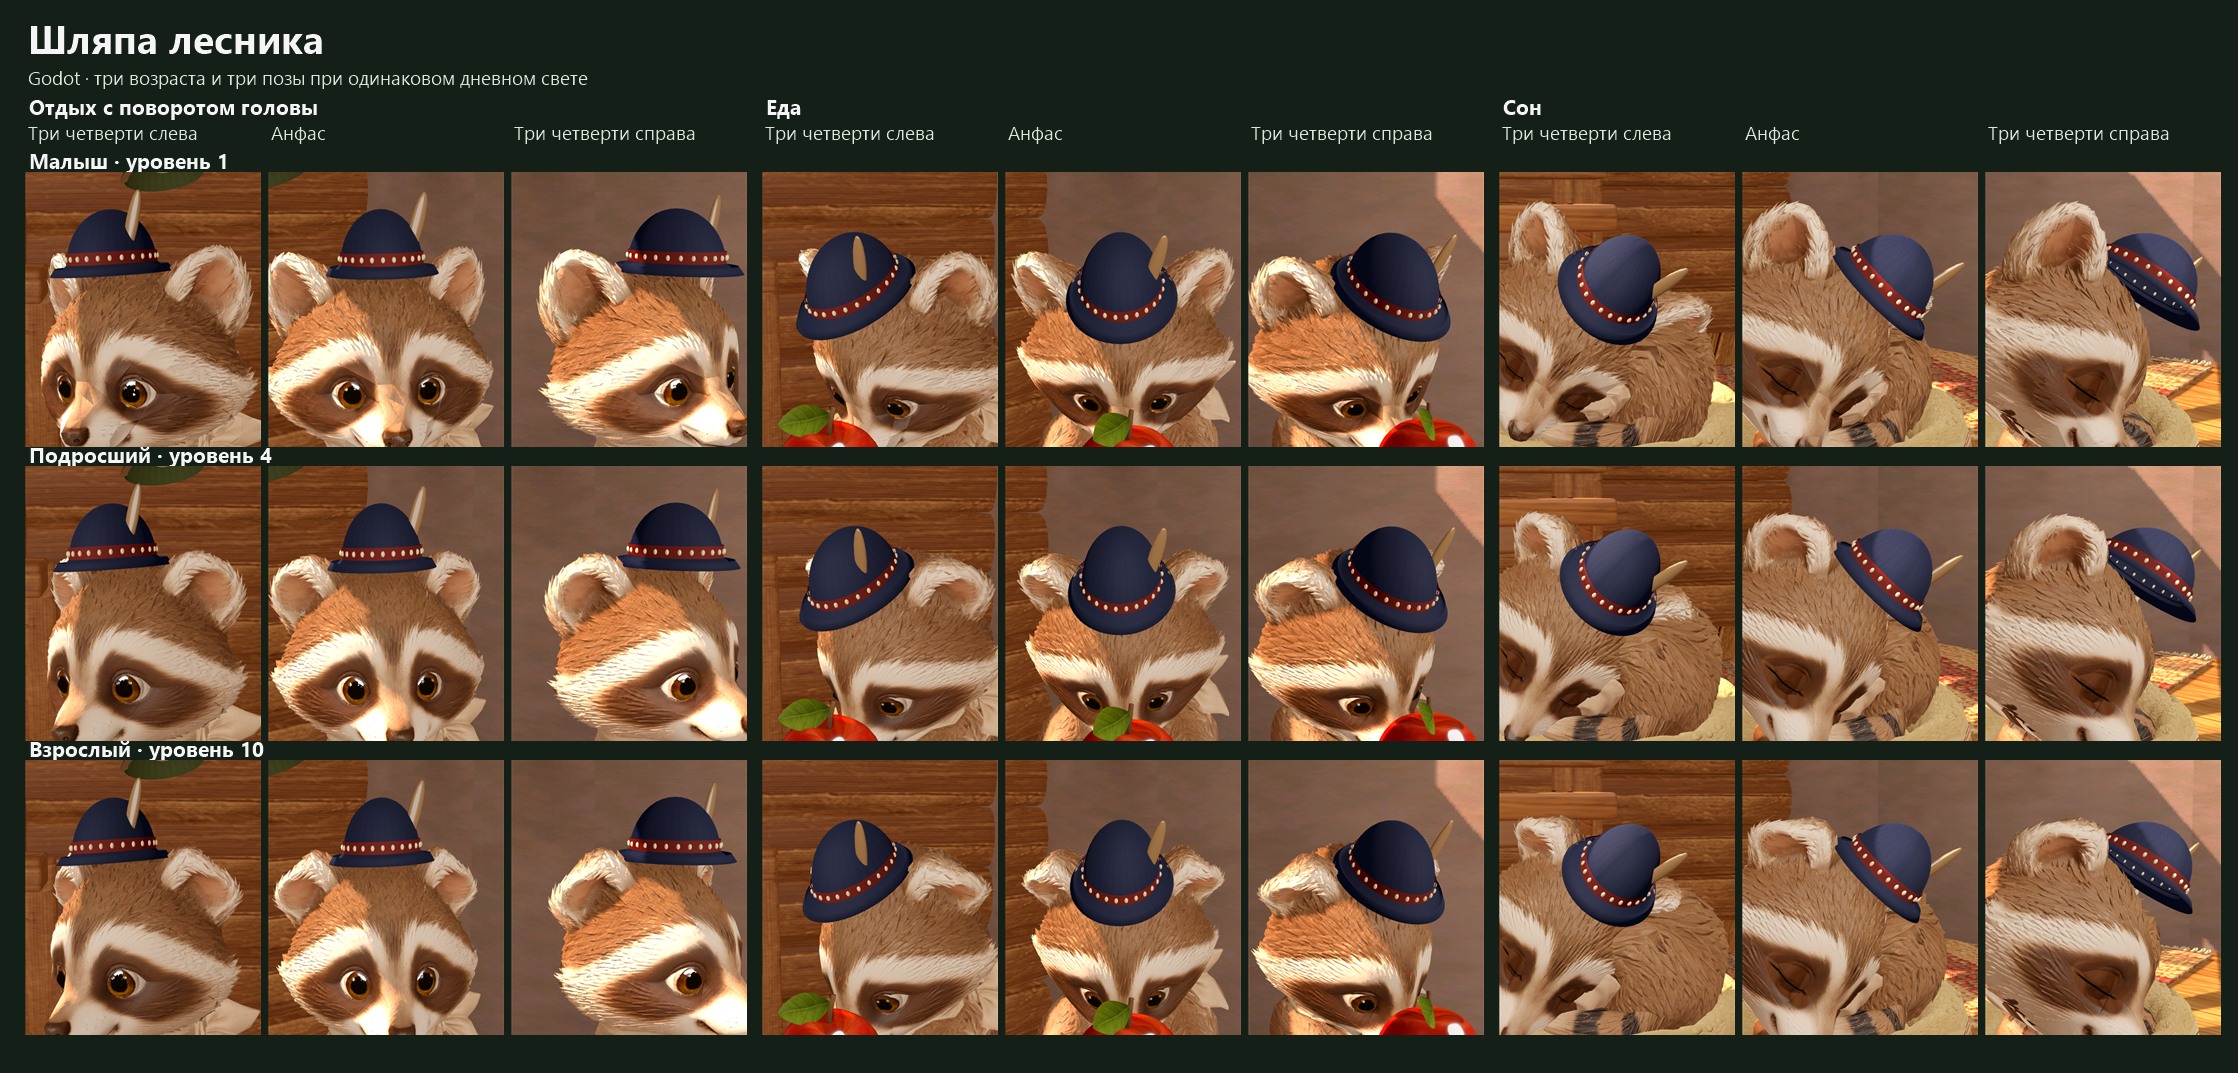 Шляпа лесника
Godot · три возраста и три позы при одинаковом дневном свете
Отдых с поворотом головы Еда Сон
Три четверти слева Анфас Три четверти справа Три четверти слева Анфас Три четверти справа Три четверти слева Анфас Три четверти справа
Малыш · уровень 1
Подросший · уровень 4
Взрослый · уровень 10